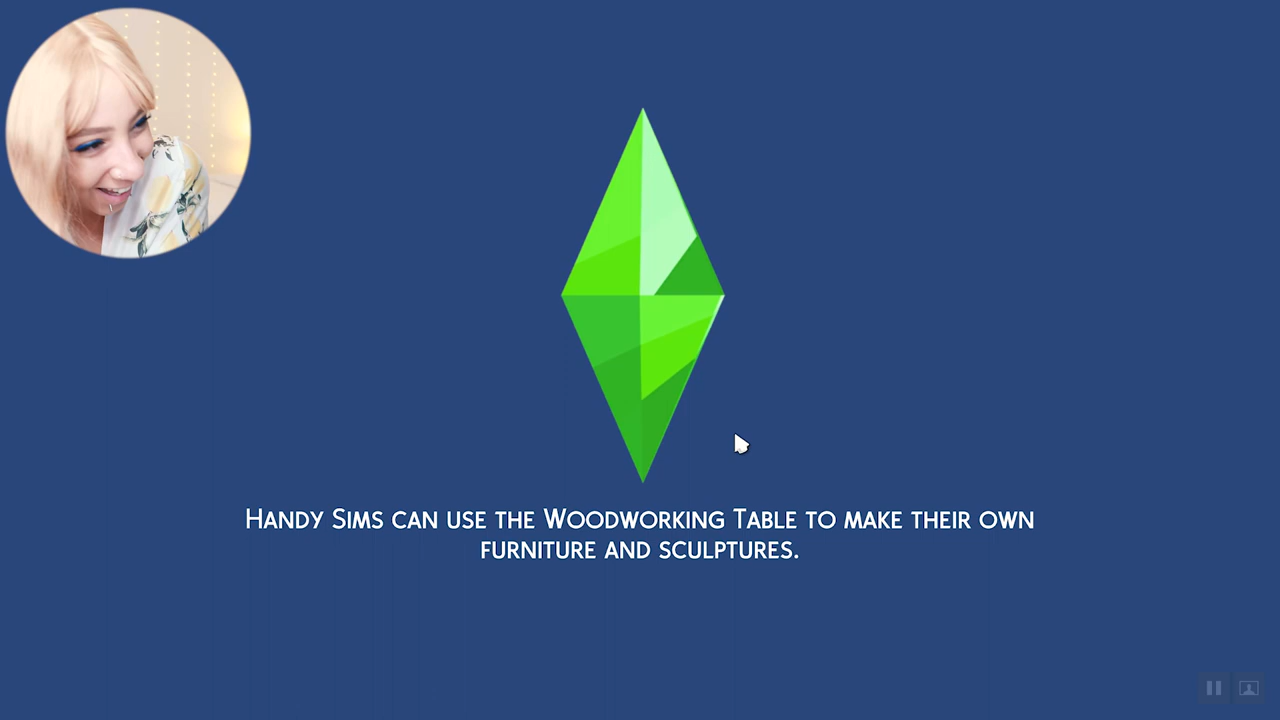 Handy Sims can use the Woodworking Table to make their own
furniture and sculptures.